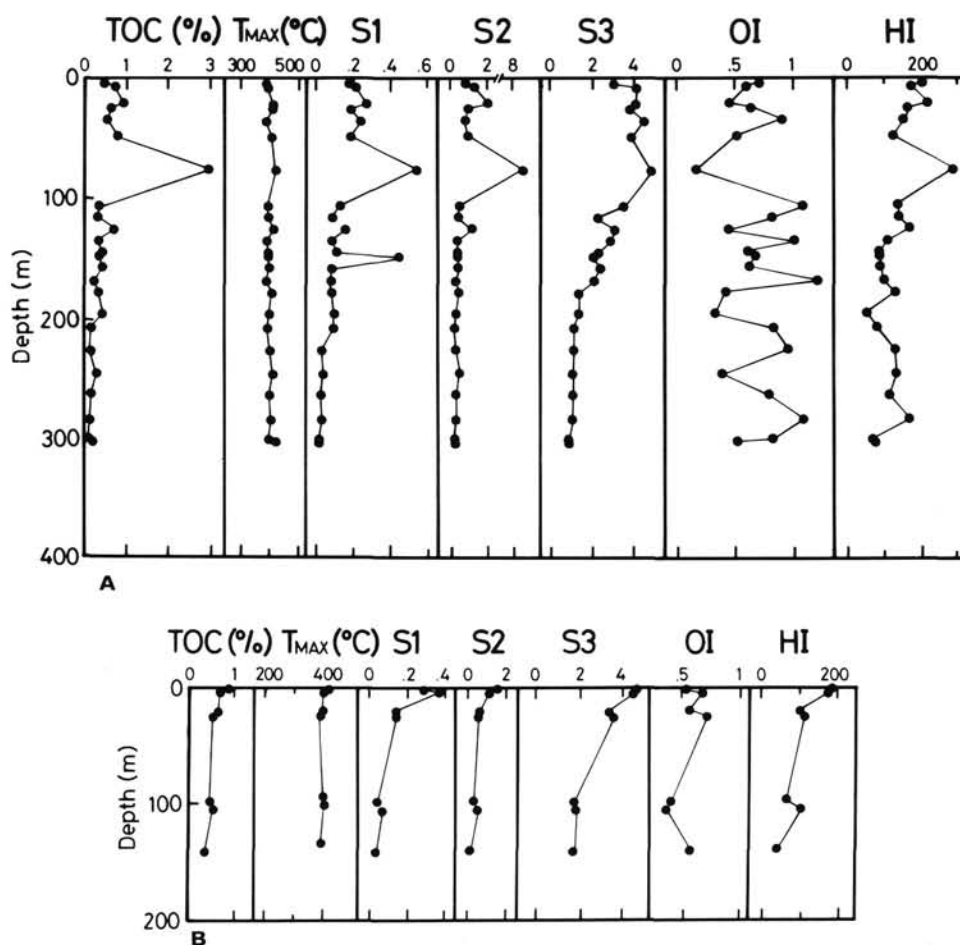 TOC (%) TMAX (°C) S1 S2 S3 OI HI
0 1 2 3 300 500 0 .2 .4 .6 0 2 8 0 2 4 0 .5 1 0 200
0
100
200
300
400
Depth (m)
A
TOC (%) TMAX (°C) S1 S2 S3 OI HI
0 1 200 400 0 .2 .4 0 1.5 0 2 4 .5 1 0 200
0
100
200
Depth (m)
B